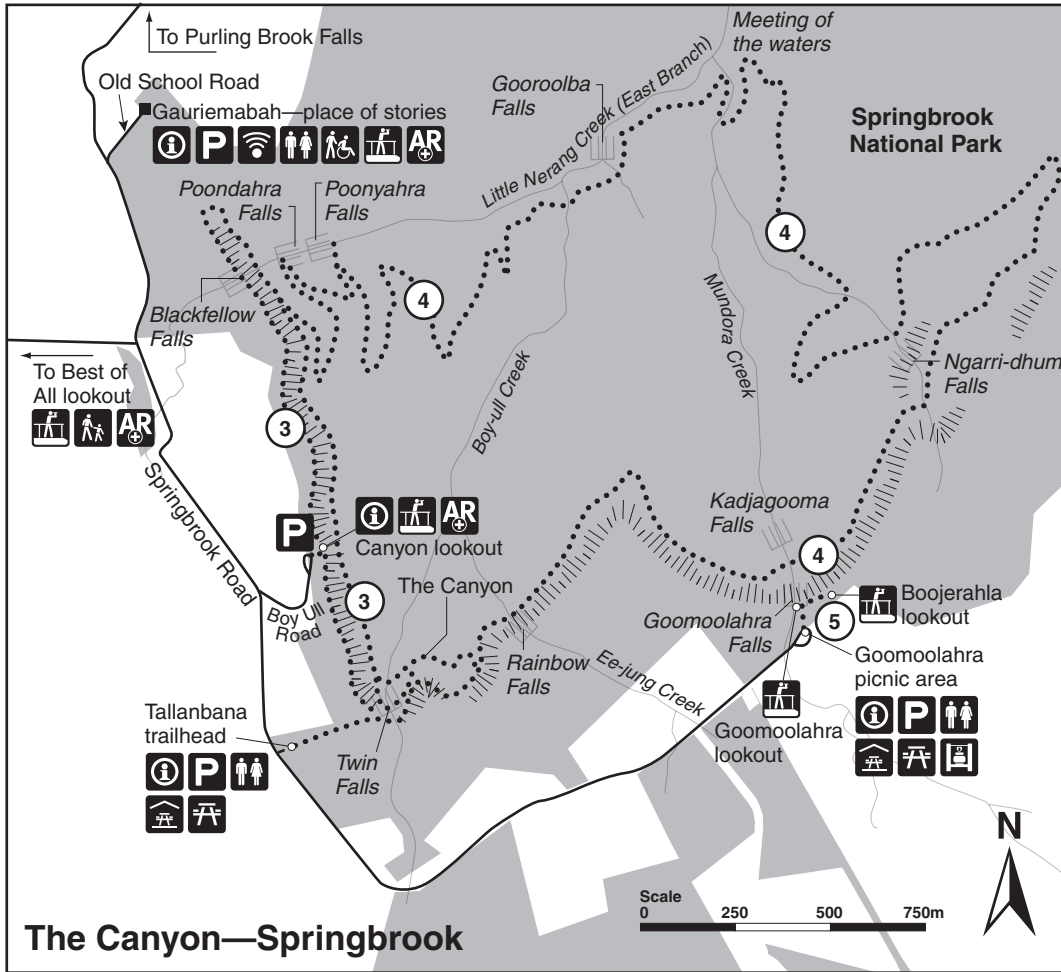 To Purling Brook Falls
Old School Road
Gauriemabah—place of stories
i P AR
Meeting of
the waters
Gooroolba
Falls
Little Nerang Creek (East Branch)
Springbrook
National Park
Poondahra
Falls
Poonyahra
Falls
4
4
Blackfellow
Falls
To Best of
All lookout
AR
3
Boy-ull Creek
Mundora Creek
Ngarri-dhum
Falls
Springbrook Road
P
i AR
Canyon lookout
Kadjagooma
Falls
4
The Canyon
3
Boy Ull
Road
Goomoolahra
Falls
Boojerahla
lookout
5
Rainbow
Falls
Ee-jung Creek
Goomoolahra
picnic area
i P
Goomoolahra
lookout
Tallanbana
trailhead
i P
Twin
Falls
N
Scale
0 250 500 750m
The Canyon—Springbrook